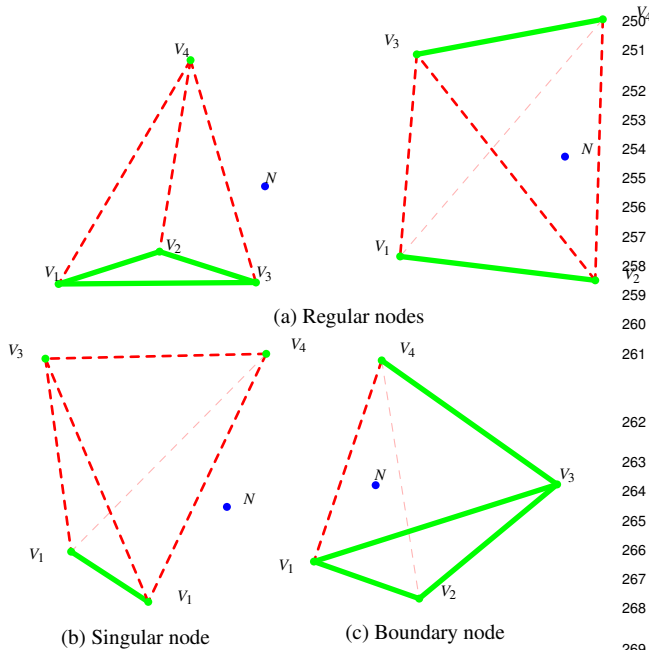 V4
250
V3
251
V4
252
253
N
254
N
255
256
V1
V2
257
V1
V3
258
V2
259
(a) Regular nodes
260
V3
V4
V4
261
262
N
V3
263
N
264
265
V1
V1
266
V1
V2
267
(b) Singular node
(c) Boundary node
268
269